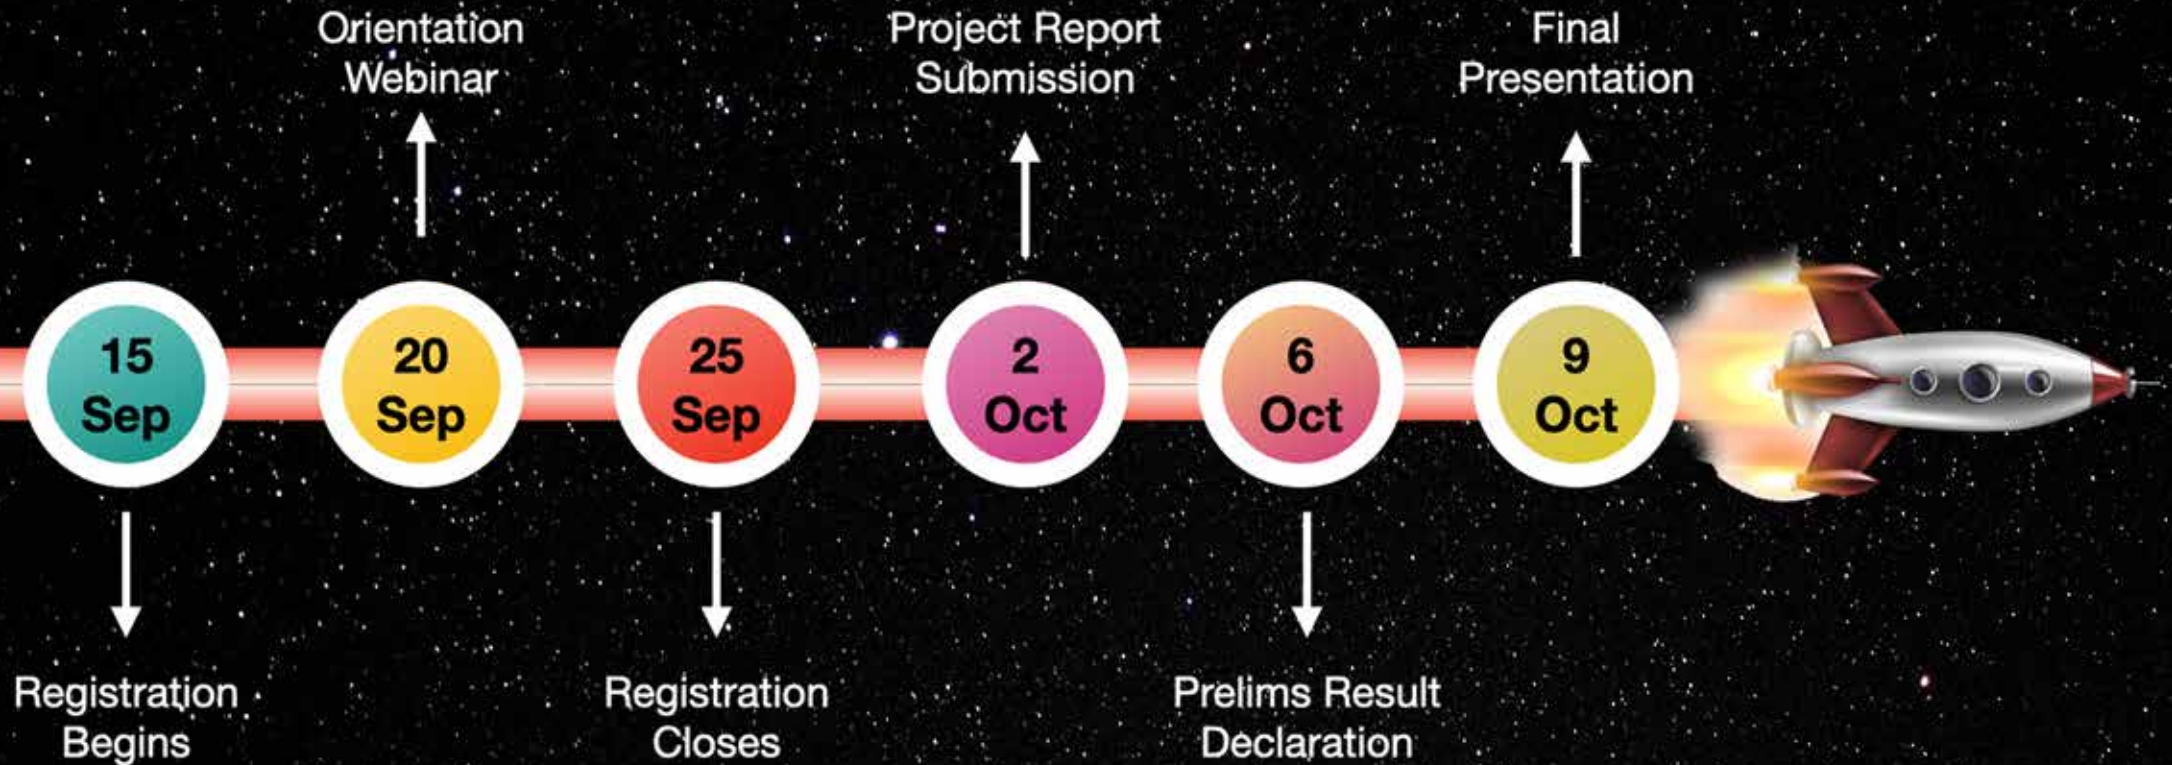 Orientation
Webinar
Project Report
Submission
Final
Presentation
15
Sep
20
Sep
25
Sep
2
Oct
6
Oct
9
Oct
Registration
Begins
Registration
Closes
Prelims Result
Declaration